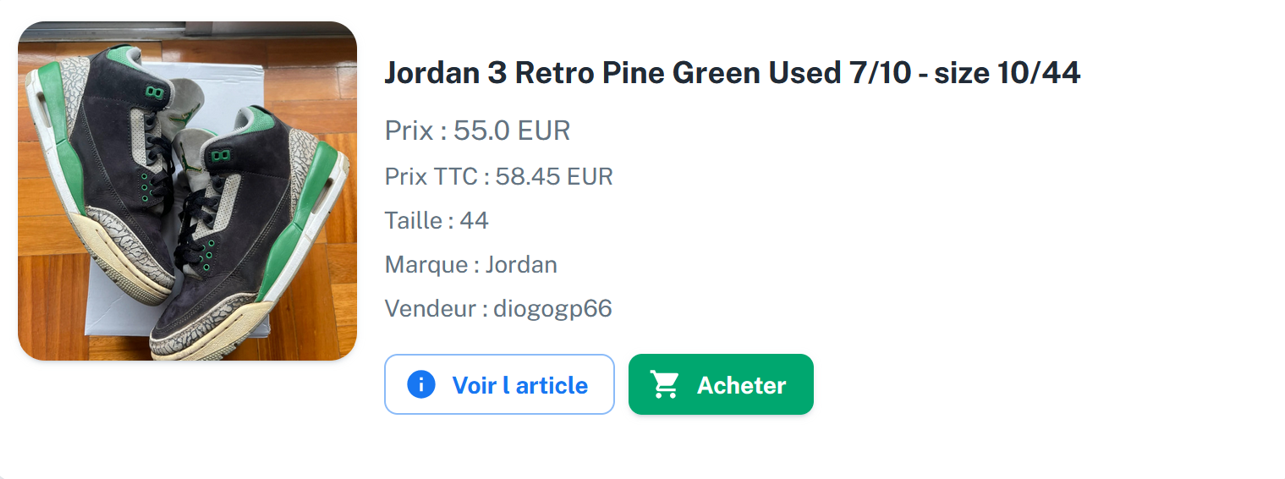 Jordan 3 Retro Pine Green Used 7/10 - size 10/44
Prix : 55.0 EUR
Prix TTC : 58.45 EUR
Taille : 44
Marque : Jordan
Vendeur : diogogp66
Voir l article
Acheter